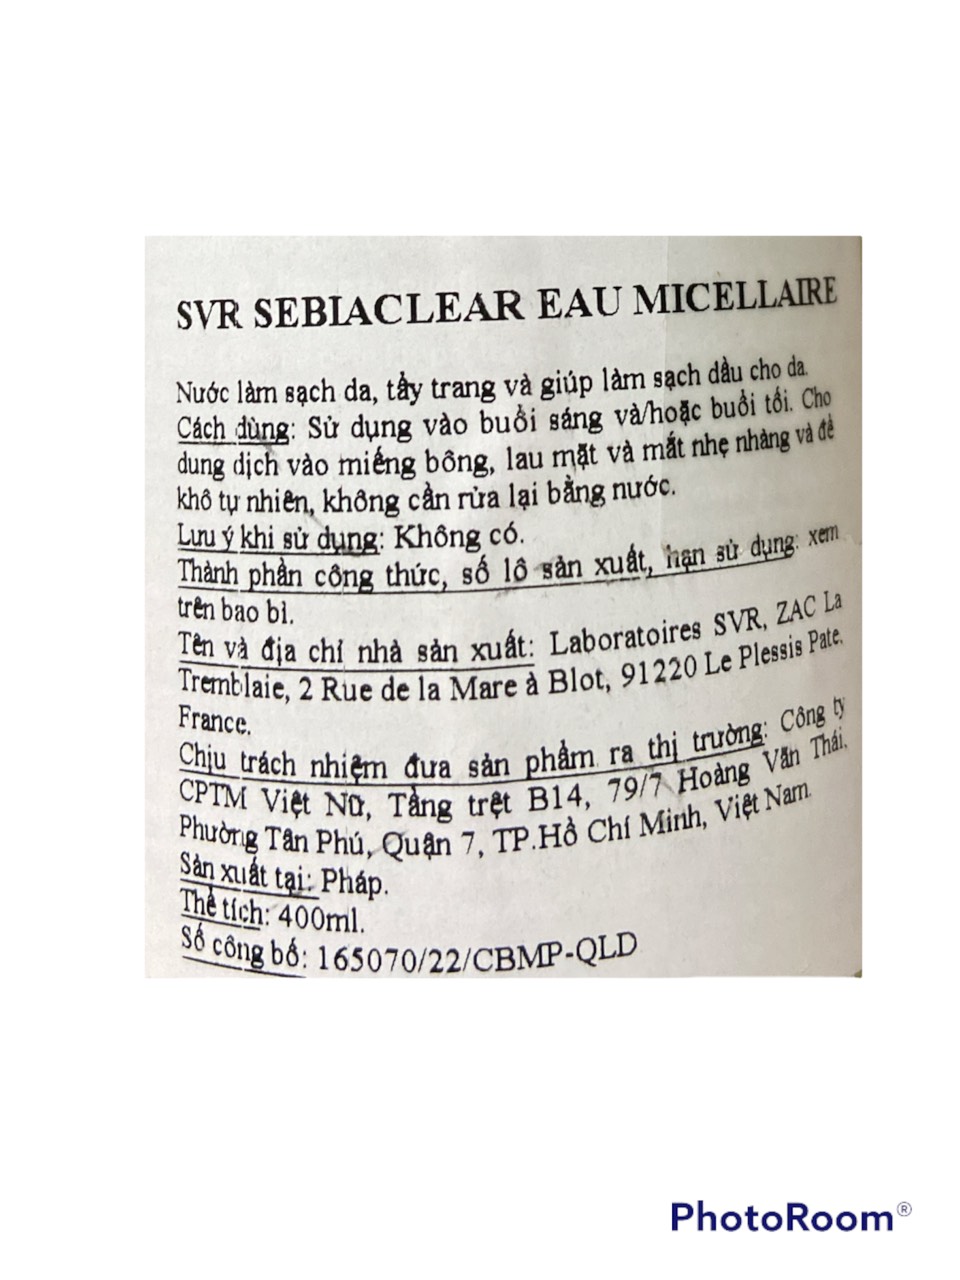 SVR SEBIACLEAR EAU MICELLAIRE
Nước làm sạch da, tẩy trang và giúp làm sạch dầu cho da.
Cách dùng: Sử dụng vào buổi sáng và/hoặc buổi tối. Cho
dung dịch vào miếng bông, lau mặt và mắt nhẹ nhàng và để
khô tự nhiên, không cần rửa lại bằng nước.
Lưu ý khi sử dụng: Không có.
Thành phần công thức, số lô sản xuất, hạn sử dụng: xem
trên bao bì.
Tên và địa chỉ nhà sản xuất: Laboratoires SVR, ZAC La
Tremblaie, 2 Rue de la Mare à Blot, 91220 Le Plessis Pate.
France.
Chịu trách nhiệm đưa sản phẩm ra thị trường: Công ty
CPTM Việt Nữ, Tầng trệt B14, 79/7 Hoàng Văn Thái.
Phường Tân Phú, Quận 7, TP.Hồ Chí Minh, Việt Nam.
Sản xuất tại: Pháp.
Thể tích: 400ml.
Số công bố: 165070/22/CBMP-QLD
PhotoRoom®